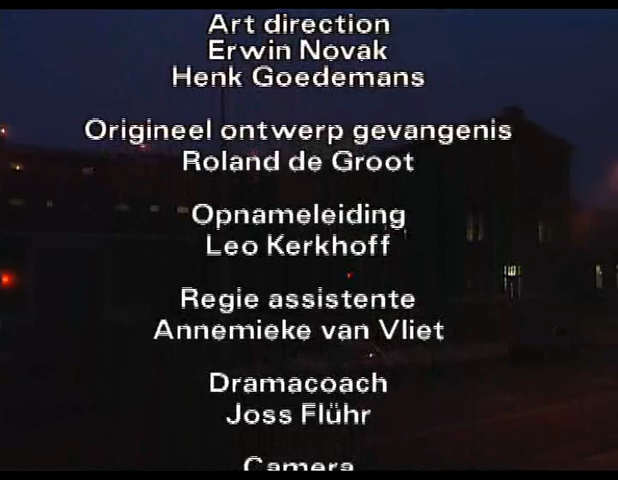 Art direction
Erwin Novak
Henk Goedemans
Origineel ontwerp gevangenis
Roland de Groot
Opnameleiding
Leo Kerkhoff
Regie assistente
Annemieke van Vliet
Dramacoach
Joss Flühr
Camera